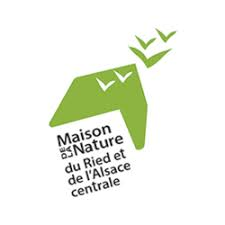 Maison
DE LA Nature
du Ried et
de l'Alsace
centrale